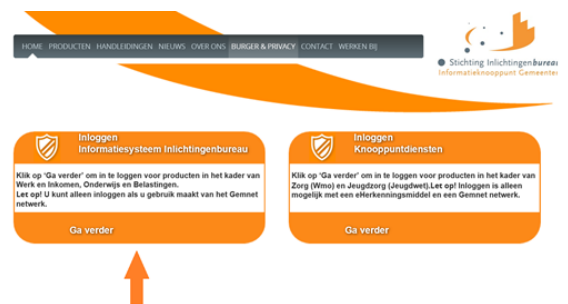 HOME PRODUCTEN HANDLEIDINGEN NIEUWS OVER ONS BURGER & PRIVACY CONTACT WERKEN BIJ
Stichting Inlichtingenbureau
Informatieknooppunt Gemeenten
Inloggen
Informatiesysteem Inlichtingenbureau
Klik op ‘Ga verder’ om in te loggen voor producten in het kader van
Werk en Inkomen, Onderwijs en Belastingen.
Let op! U kunt alleen inloggen als u gebruik maakt van het Gemnet
netwerk.
Ga verder
Inloggen
Knooppuntdiensten
Klik op ‘Ga verder’ om in te loggen voor producten in het kader van
Zorg (Wmo) en Jeugdzorg (Jeugdwet).Let op! Inloggen is alleen
mogelijk met een eHerkenningsmiddel en een Gemnet netwerk.
Ga verder